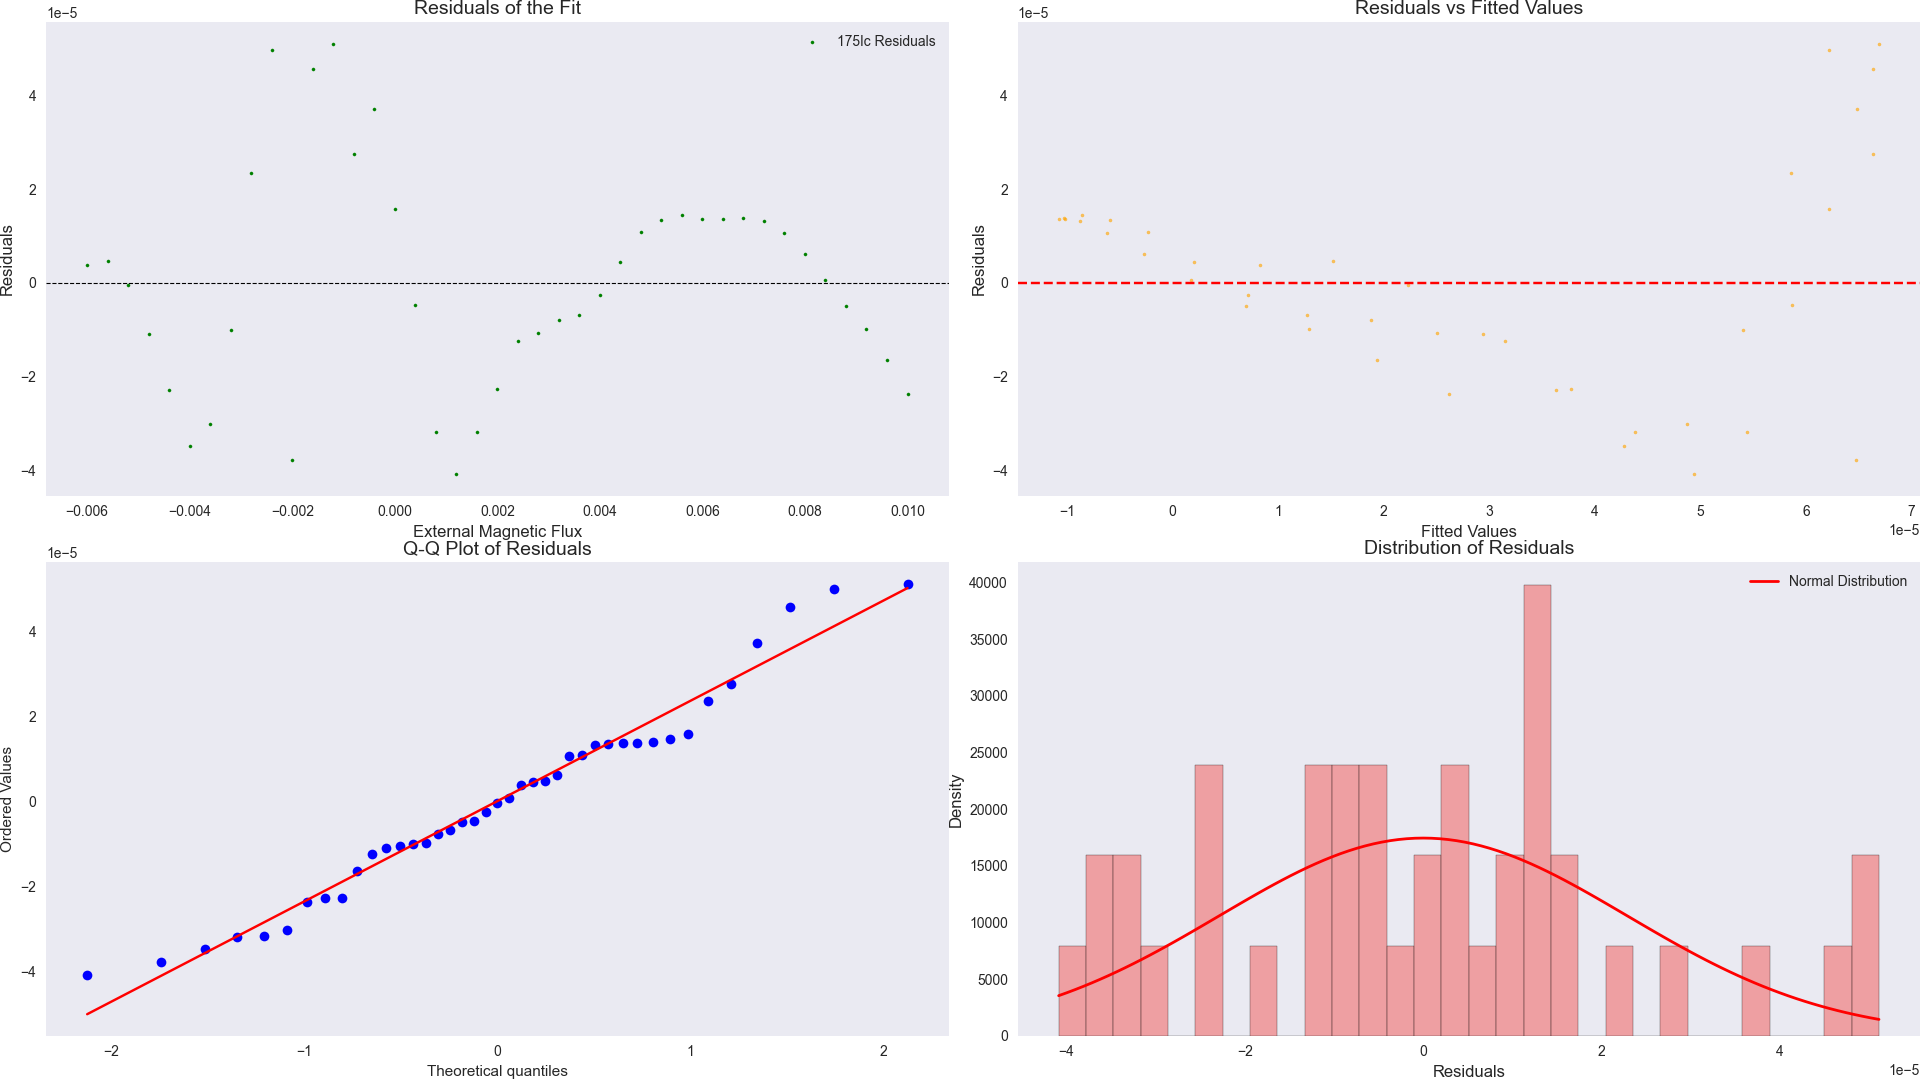 Residuals of the Fit
1e−5
175lc Residuals
4
2
0
−2
−4
Residuals
−0.006 −0.004 −0.002 0.000 0.002 0.004 0.006 0.008 0.010
External Magnetic Flux
Residuals vs Fitted Values
1e−5
4
2
0
−2
−4
Residuals
−1 0 1 2 3 4 5 6 7
1e−5
Fitted Values
Q-Q Plot of Residuals
1e−5
4
2
0
−2
−4
Ordered Values
−2 −1 0 1 2
Theoretical quantiles
Distribution of Residuals
Normal Distribution
40000
35000
30000
25000
20000
15000
10000
5000
0
Density
−4 −2 0 2 4
1e−5
Residuals